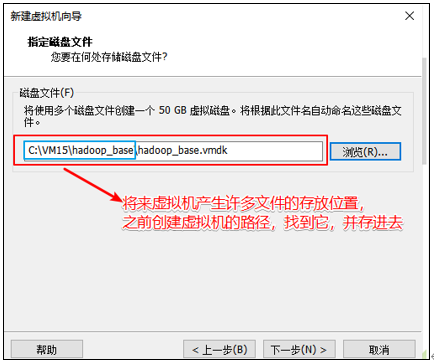 新建虚拟机向导
指定磁盘文件
您要在何处存储磁盘文件?
磁盘文件(F)
将使用多个磁盘文件创建一个 50 GB 虚拟磁盘。将根据此文件名自动命名这些磁盘文
件。
C:\VM15\hadoop_base\hadoop_base.vmdk
浏览(R)...
将来虚拟机产生许多文件的存放位置，
之前创建虚拟机的路径，找到它，并存进去
帮助
< 上一步(B)
下一步(N) >
取消